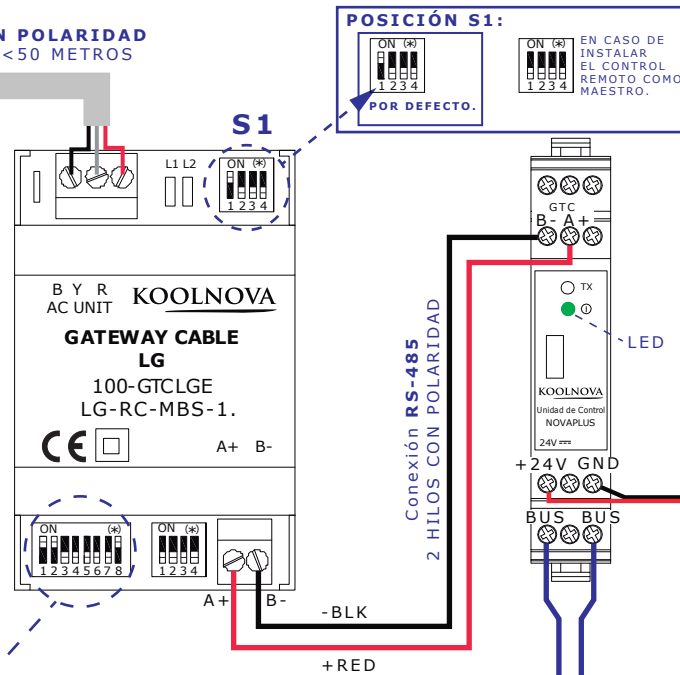 N POLARIDAD
<50 METROS
POSICIÓN S1:
ON (*)
1 2 3 4
POR DEFECTO.
ON (*)
1 2 3 4
EN CASO DE
INSTALAR
EL CONTROL
REMOTO COMO
MAESTRO.
S1
L1 L2
ON (*)
1 2 3 4
B Y R
AC UNIT
KOOLNOVA
GATEWAY CABLE
LG
100-GTCLGE
LG-RC-MBS-1.
CE
A+ B-
ON (*)
1 2 3 4 5 6 7 8
ON (*)
1 2 3 4
A+ B-
-BLK
+RED
Conexión RS-485
2 HILOS CON POLARIDAD
GTC
B- A+
TX
LED
KOOLNOVA
Unidad de Control
NOVAPLUS
24V
+24V GND
BUS BUS